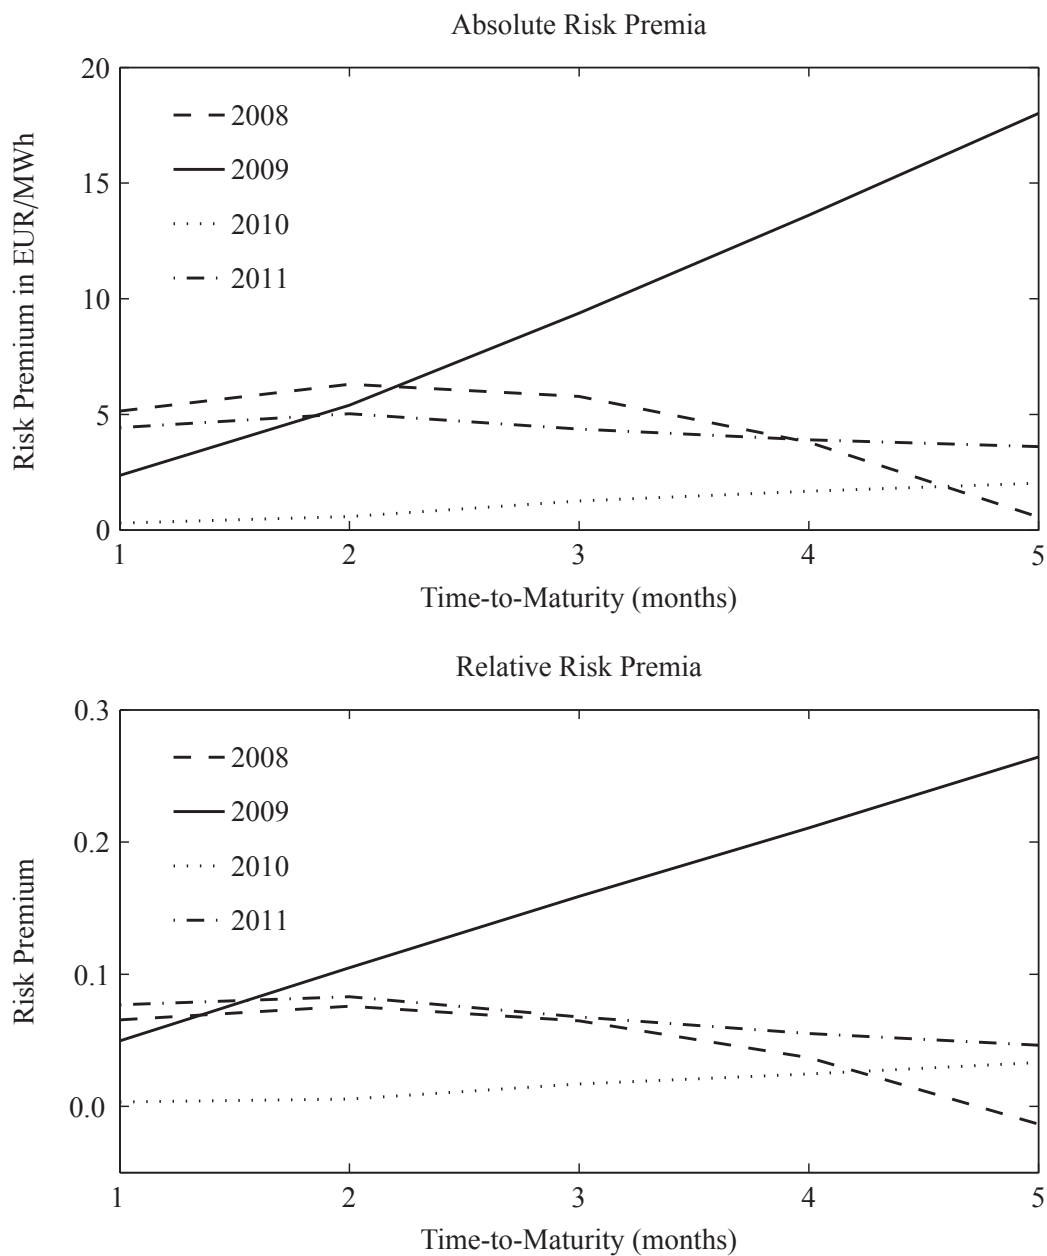 Absolute Risk Premia
20
15
10
5
0
Risk Premium in EUR/MWh
2008
2009
2010
2011
1 2 3 4 5
Time-to-Maturity (months)
Relative Risk Premia
0.3
0.2
0.1
0.0
Risk Premium
2008
2009
2010
2011
1 2 3 4 5
Time-to-Maturity (months)